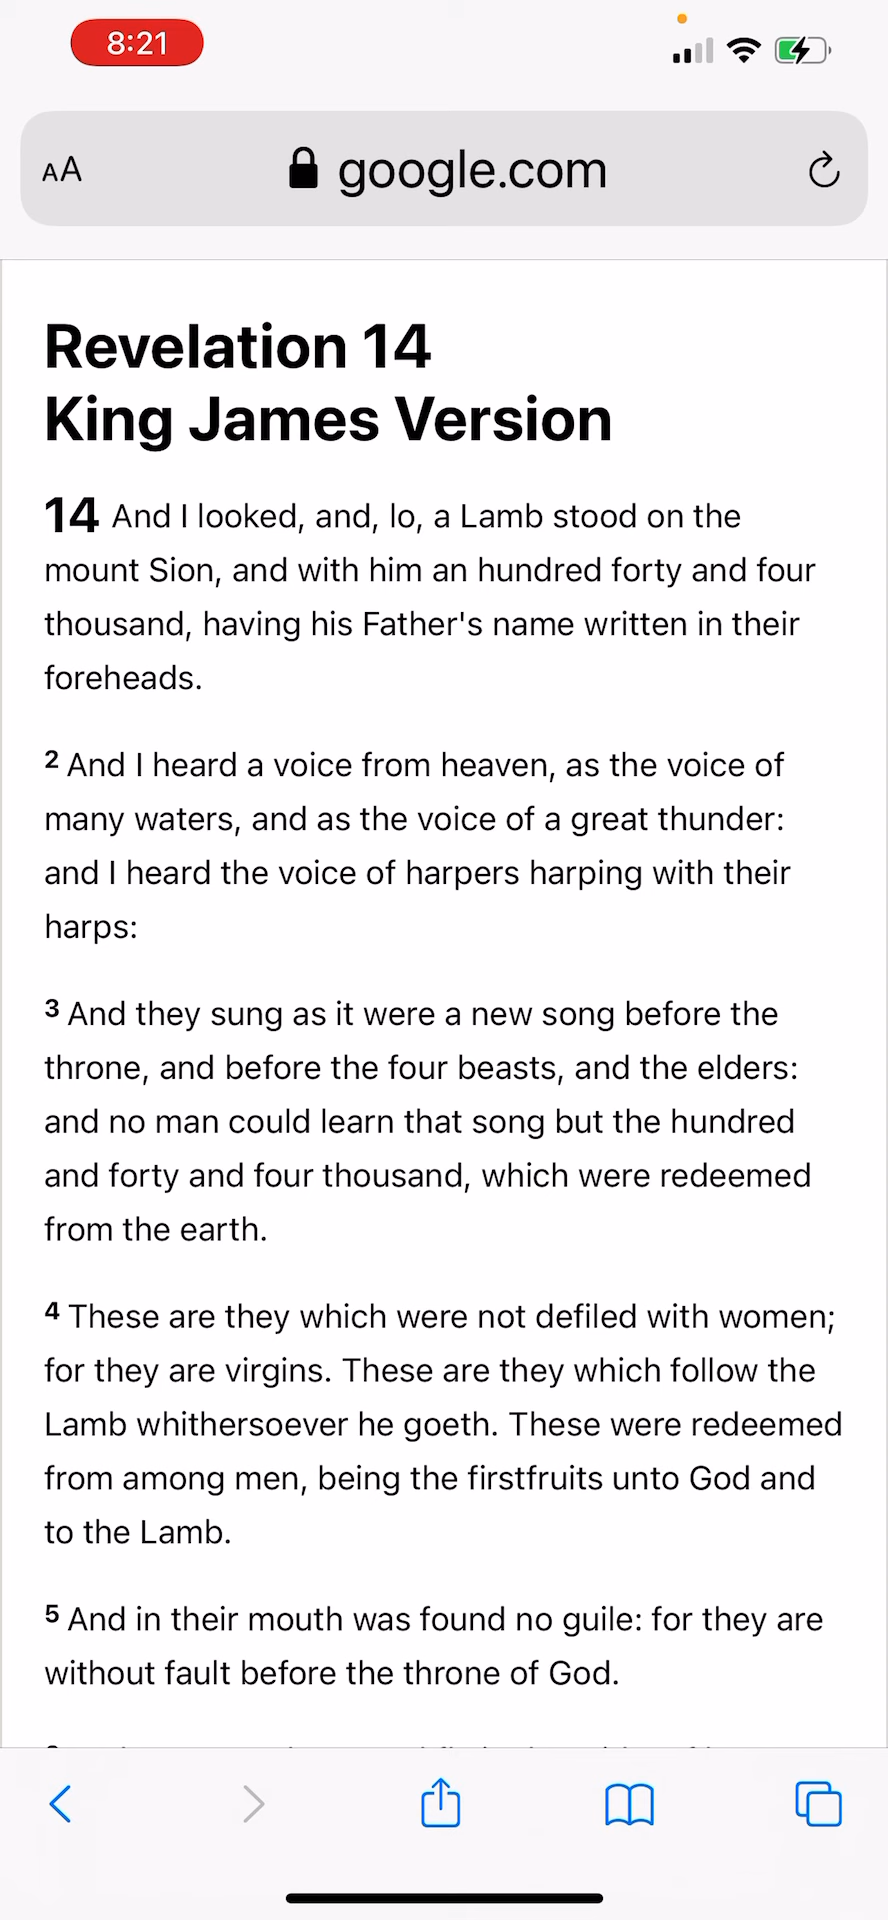 8:21
AA google.com
Revelation 14
King James Version
14 And I looked, and, lo, a Lamb stood on the
mount Sion, and with him an hundred forty and four
thousand, having his Father's name written in their
foreheads.
2 And I heard a voice from heaven, as the voice of
many waters, and as the voice of a great thunder:
and I heard the voice of harpers harping with their
harps:
3 And they sung as it were a new song before the
throne, and before the four beasts, and the elders:
and no man could learn that song but the hundred
and forty and four thousand, which were redeemed
from the earth.
4 These are they which were not defiled with women;
for they are virgins. These are they which follow the
Lamb whithersoever he goeth. These were redeemed
from among men, being the firstfruits unto God and
to the Lamb.
5 And in their mouth was found no guile: for they are
without fault before the throne of God.